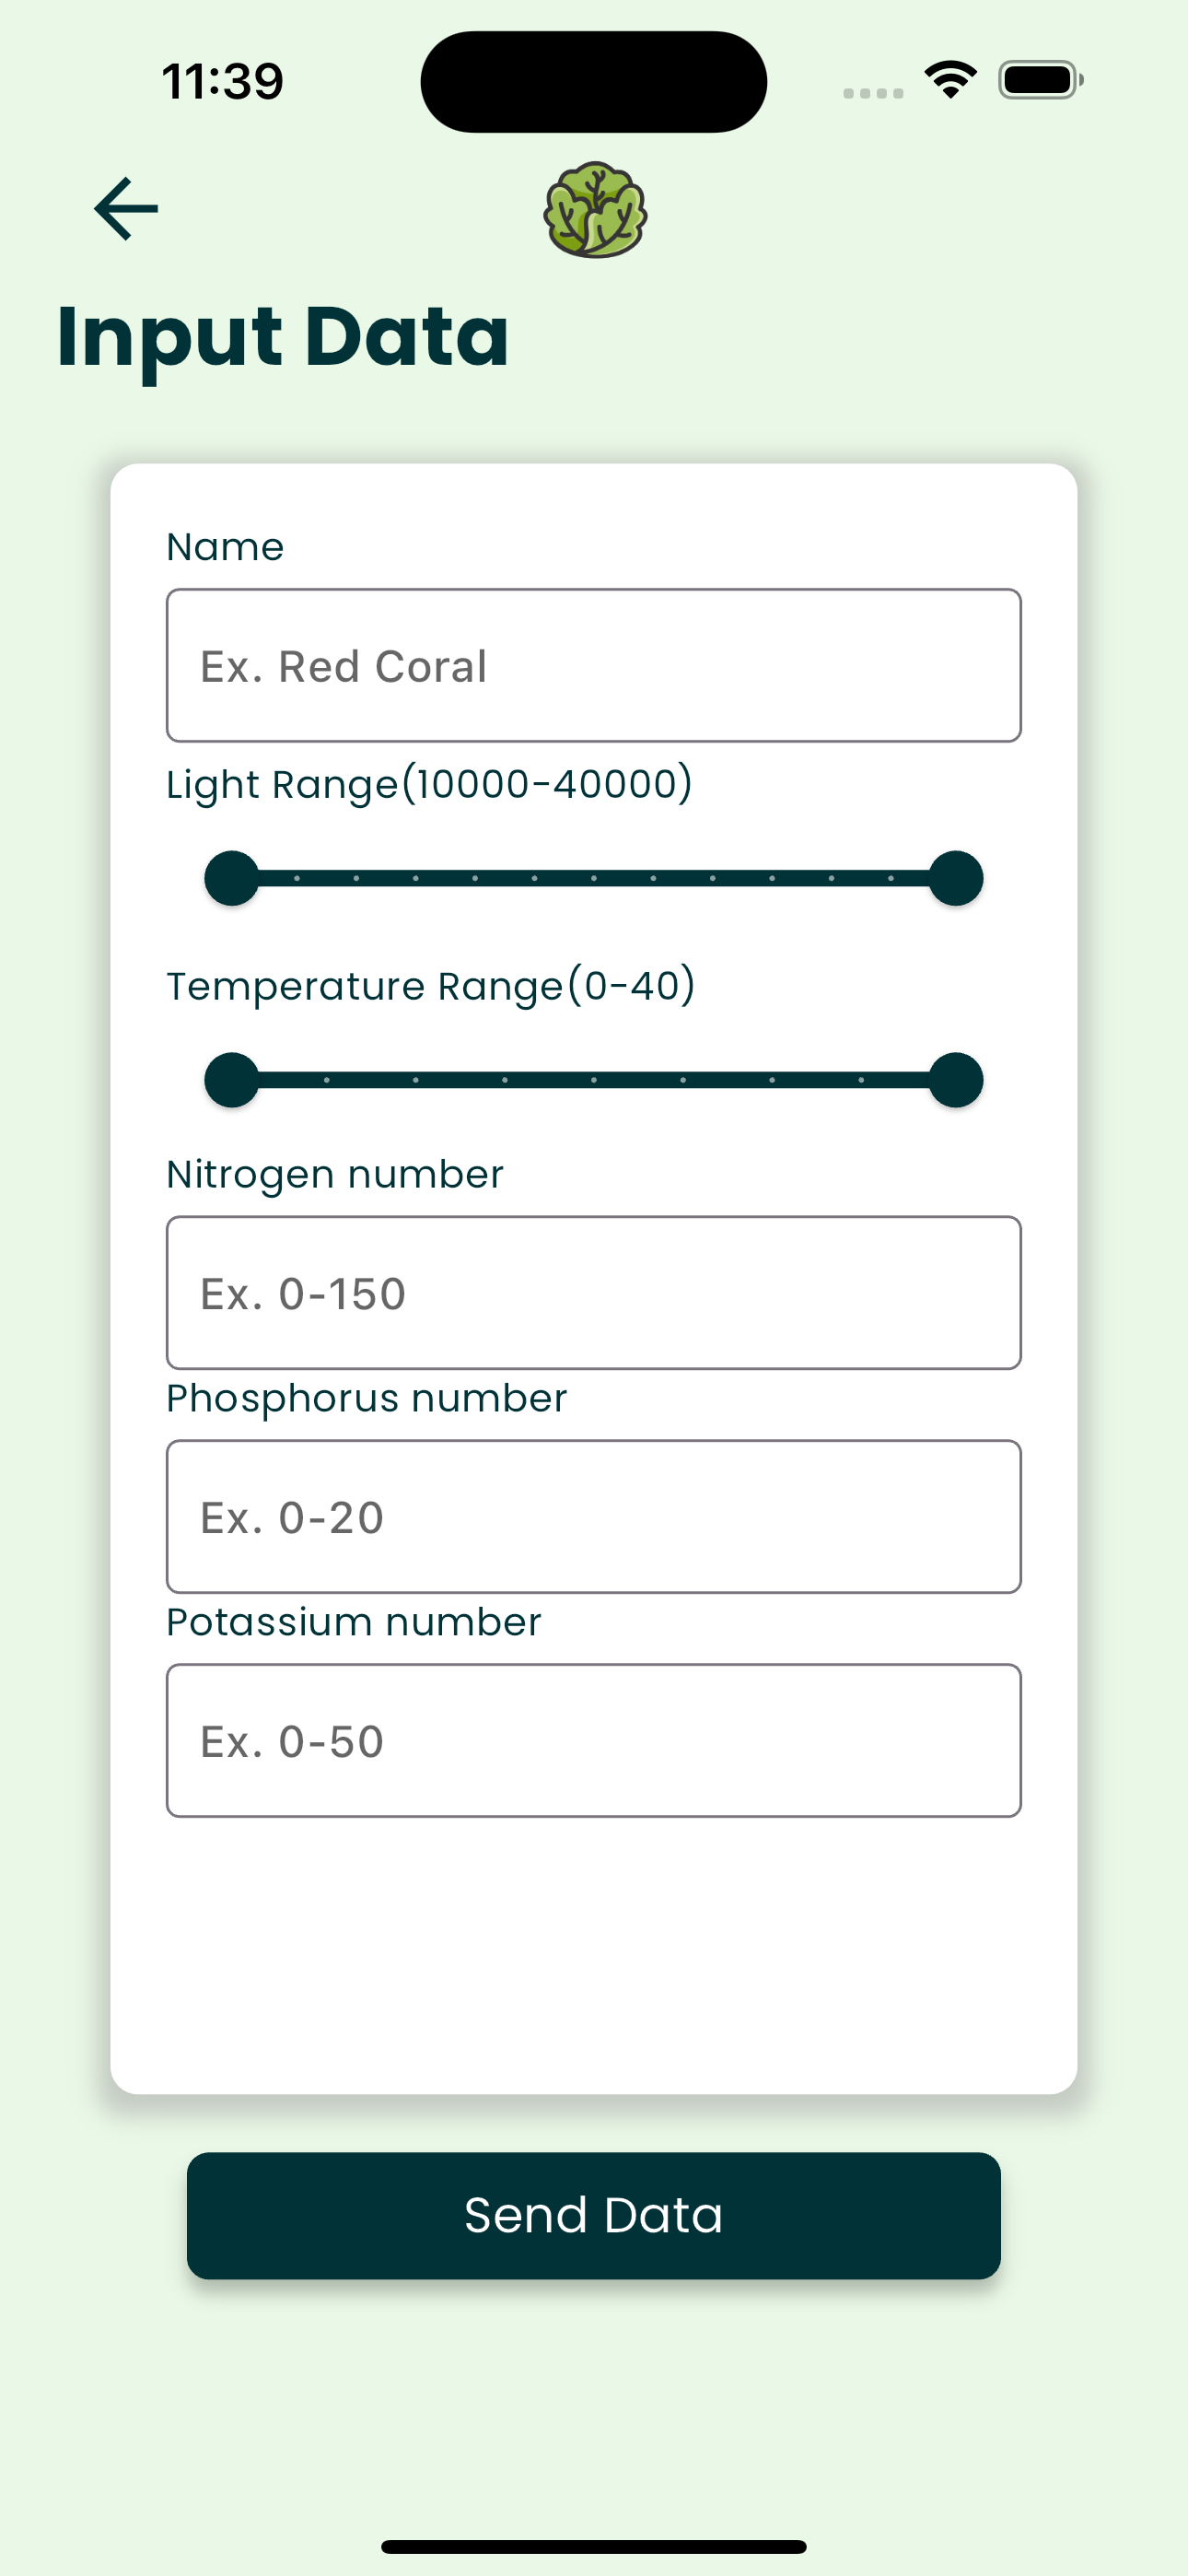 11:39
Input Data
Name
Ex. Red Coral
Light Range(10000-40000)
Temperature Range(0-40)
Nitrogen number
Ex. 0-150
Phosphorus number
Ex. 0-20
Potassium number
Ex. 0-50
Send Data